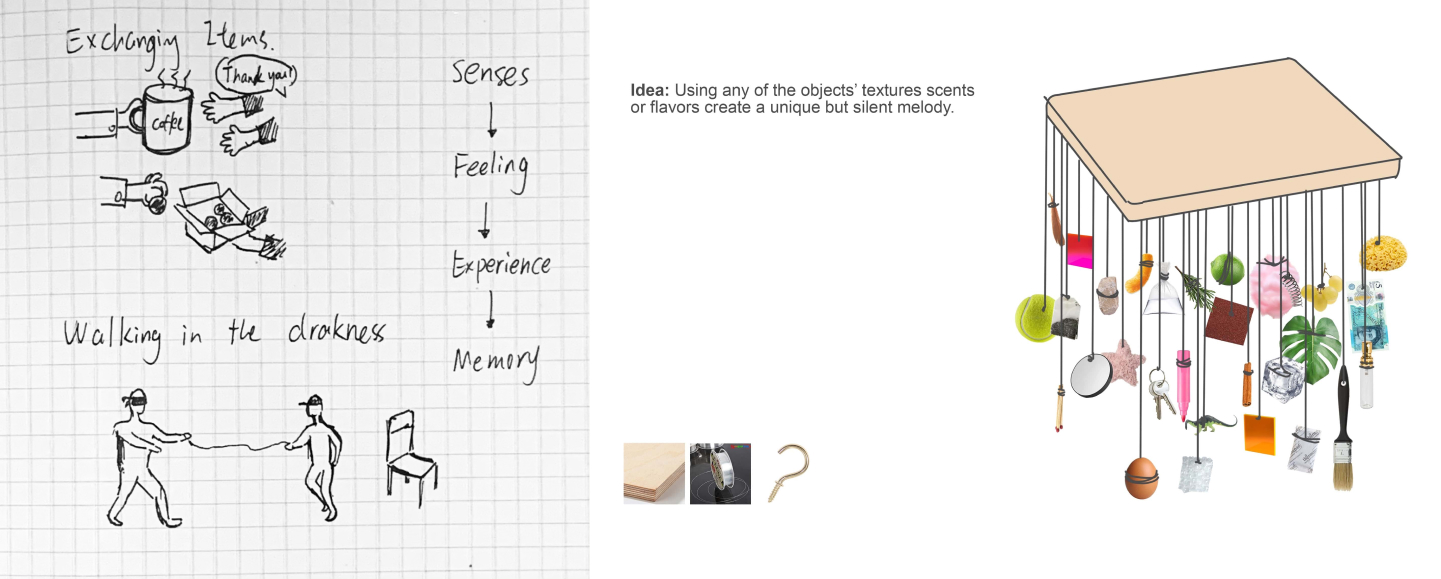 Exchanging Items.
Thank you!
coffee
Senses
Feeling
Experience
Memory
Walking in the drakness
Idea: Using any of the objects' textures scents
or flavors create a unique but silent melody.